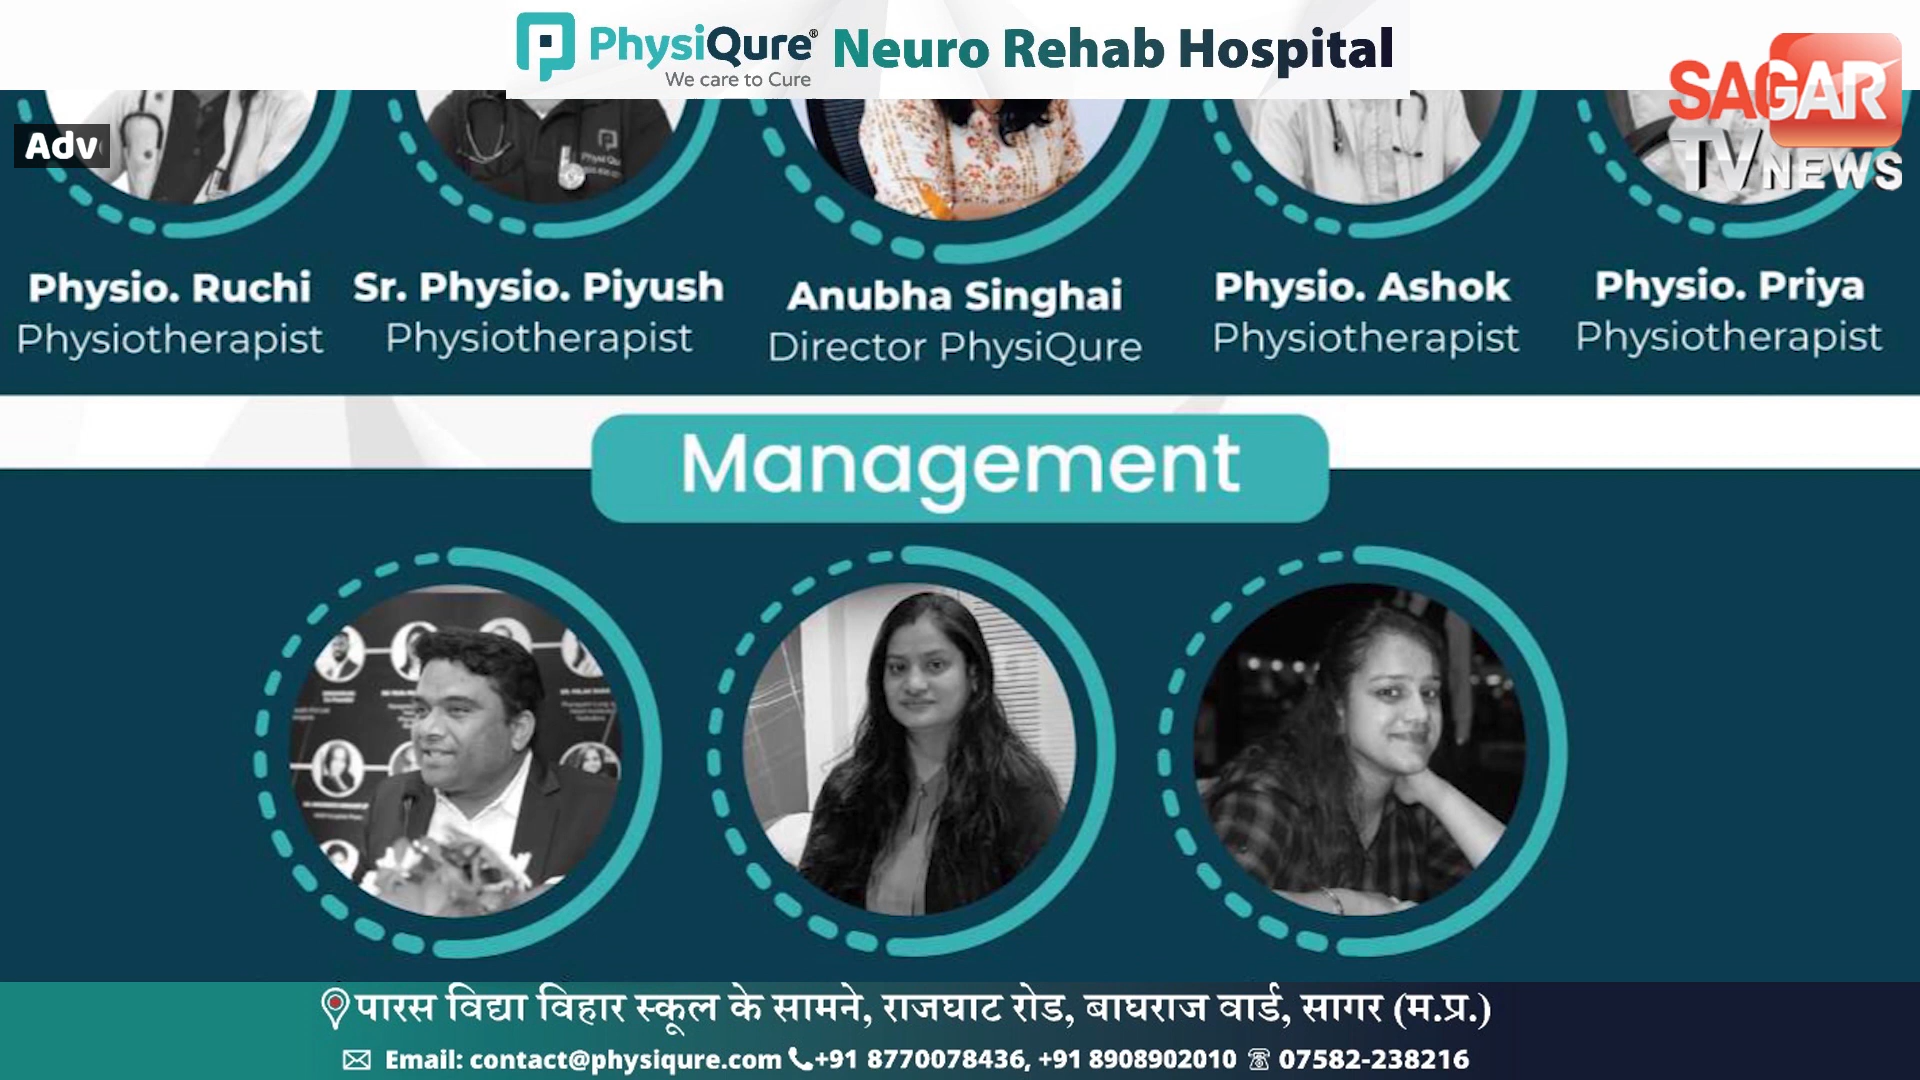 PhysiQure® Neuro Rehab Hospital
We care to Cure
SAGAR
TV NEWS
Adv
Physi Qu
Physio. Ruchi
Physiotherapist
Sr. Physio. Piyush
Physiotherapist
Anubha Singhai
Director PhysiQure
Physio. Ashok
Physiotherapist
Physio. Priya
Physiotherapist
Management
पारस विद्या विहार स्कूल के सामने, राजघाट रोड, बाघराज वार्ड, सागर (म.प्र.)
Email: contact@physiqure.com +91 8770078436, +91 8908902010 07582-238216